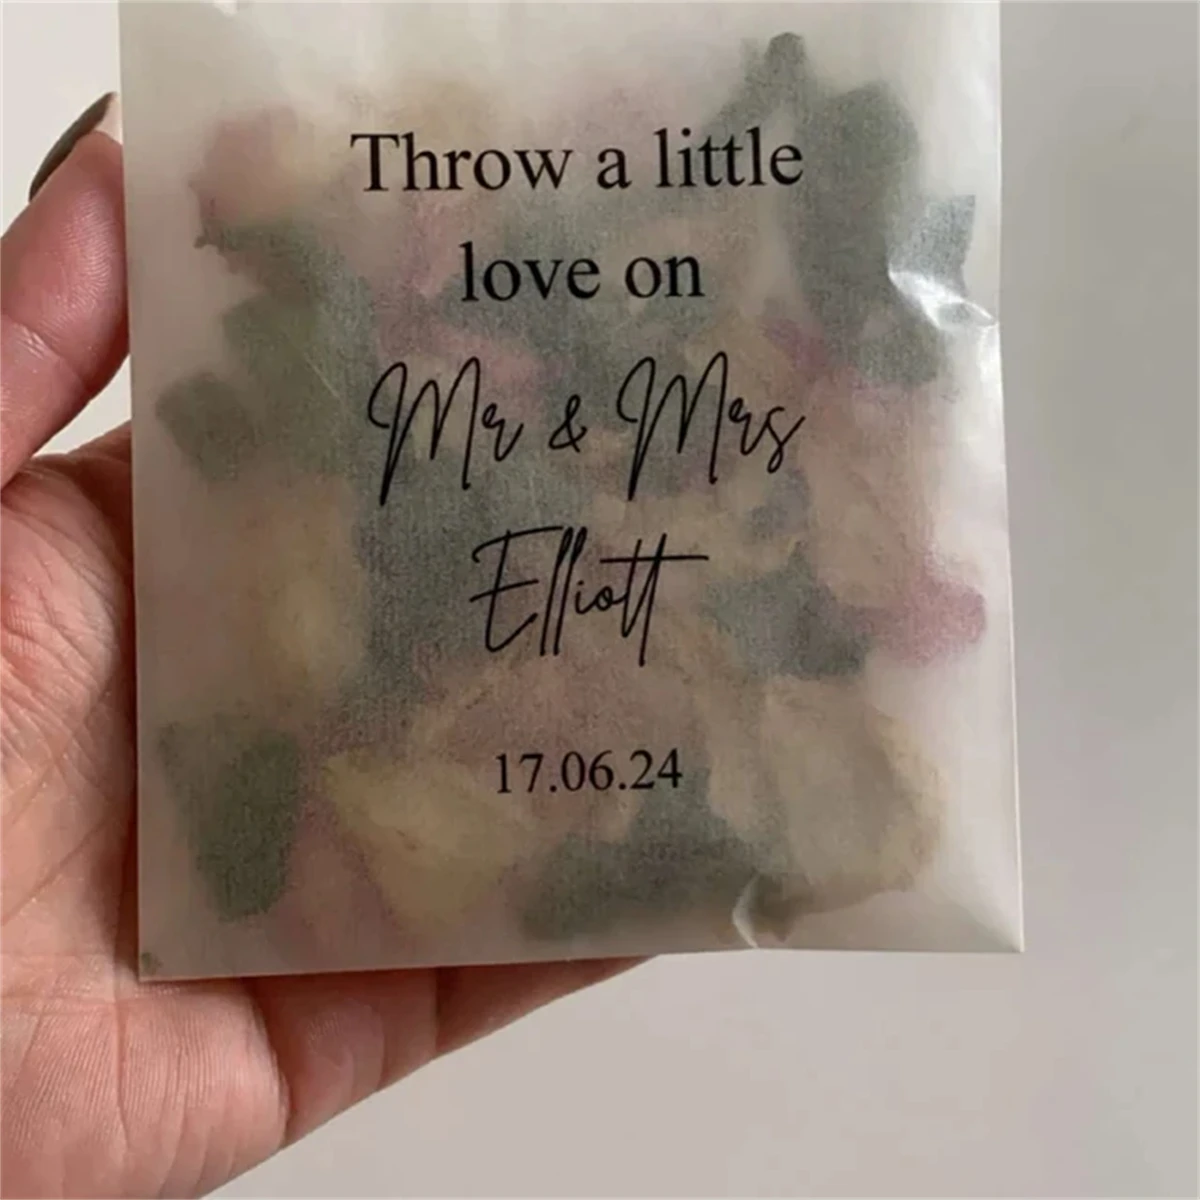 Throw a little
love on
Mr & Mrs
Elliott
17.06.24